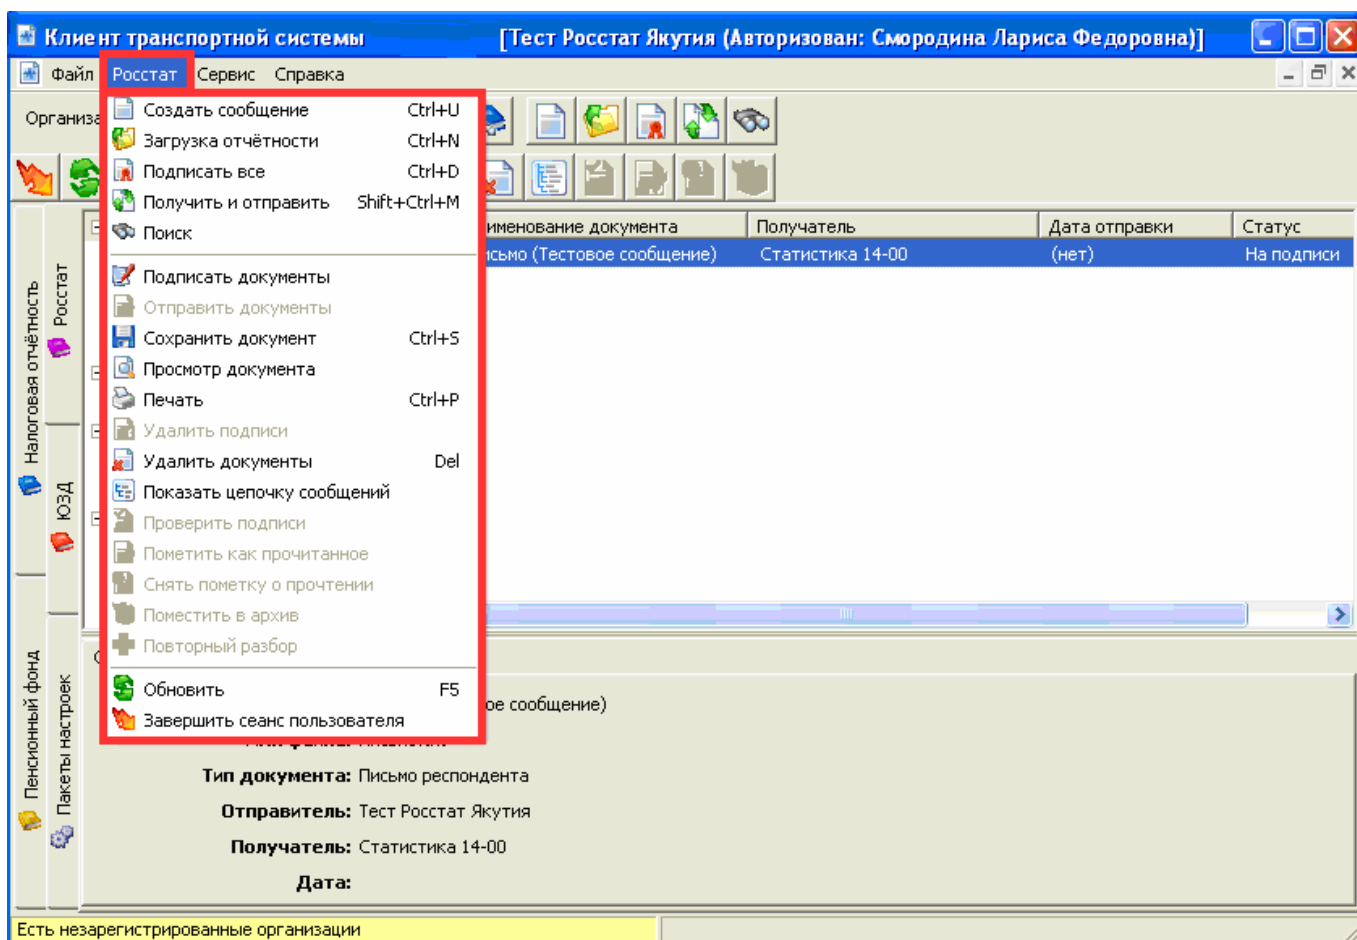 Клиент транспортной системы [Тест Росстат Якутия (Авторизован: Смородина Лариса Федоровна)]
Файл Росстат Сервис Справка
Создать сообщение Ctrl+U
Загрузка отчётности Ctrl+N
Подписать все Ctrl+D
Получить и отправить Shift+Ctrl+M
Поиск
Подписать документы
Отправить документы
Сохранить документ Ctrl+S
Просмотр документа
Печать Ctrl+P
Удалить подписи
Удалить документы Del
Показать цепочку сообщений
Проверить подписи
Пометить как прочитанное
Снять пометку о прочтении
Поместить в архив
Повторный разбор
Обновить F5
Завершить сеанс пользователя
документа Получатель Дата отправки Статус
(Тестовое сообщение) Статистика 14-00 (нет) На подписи
Налоговая отчётность
Росстат
ЮЗД
Пенсионный фонд
Пакеты настроек
сообщение)
Тип документа: Письмо респондента
Отправитель: Тест Росстат Якутия
Получатель: Статистика 14-00
Дата:
Есть незарегистрированные организации